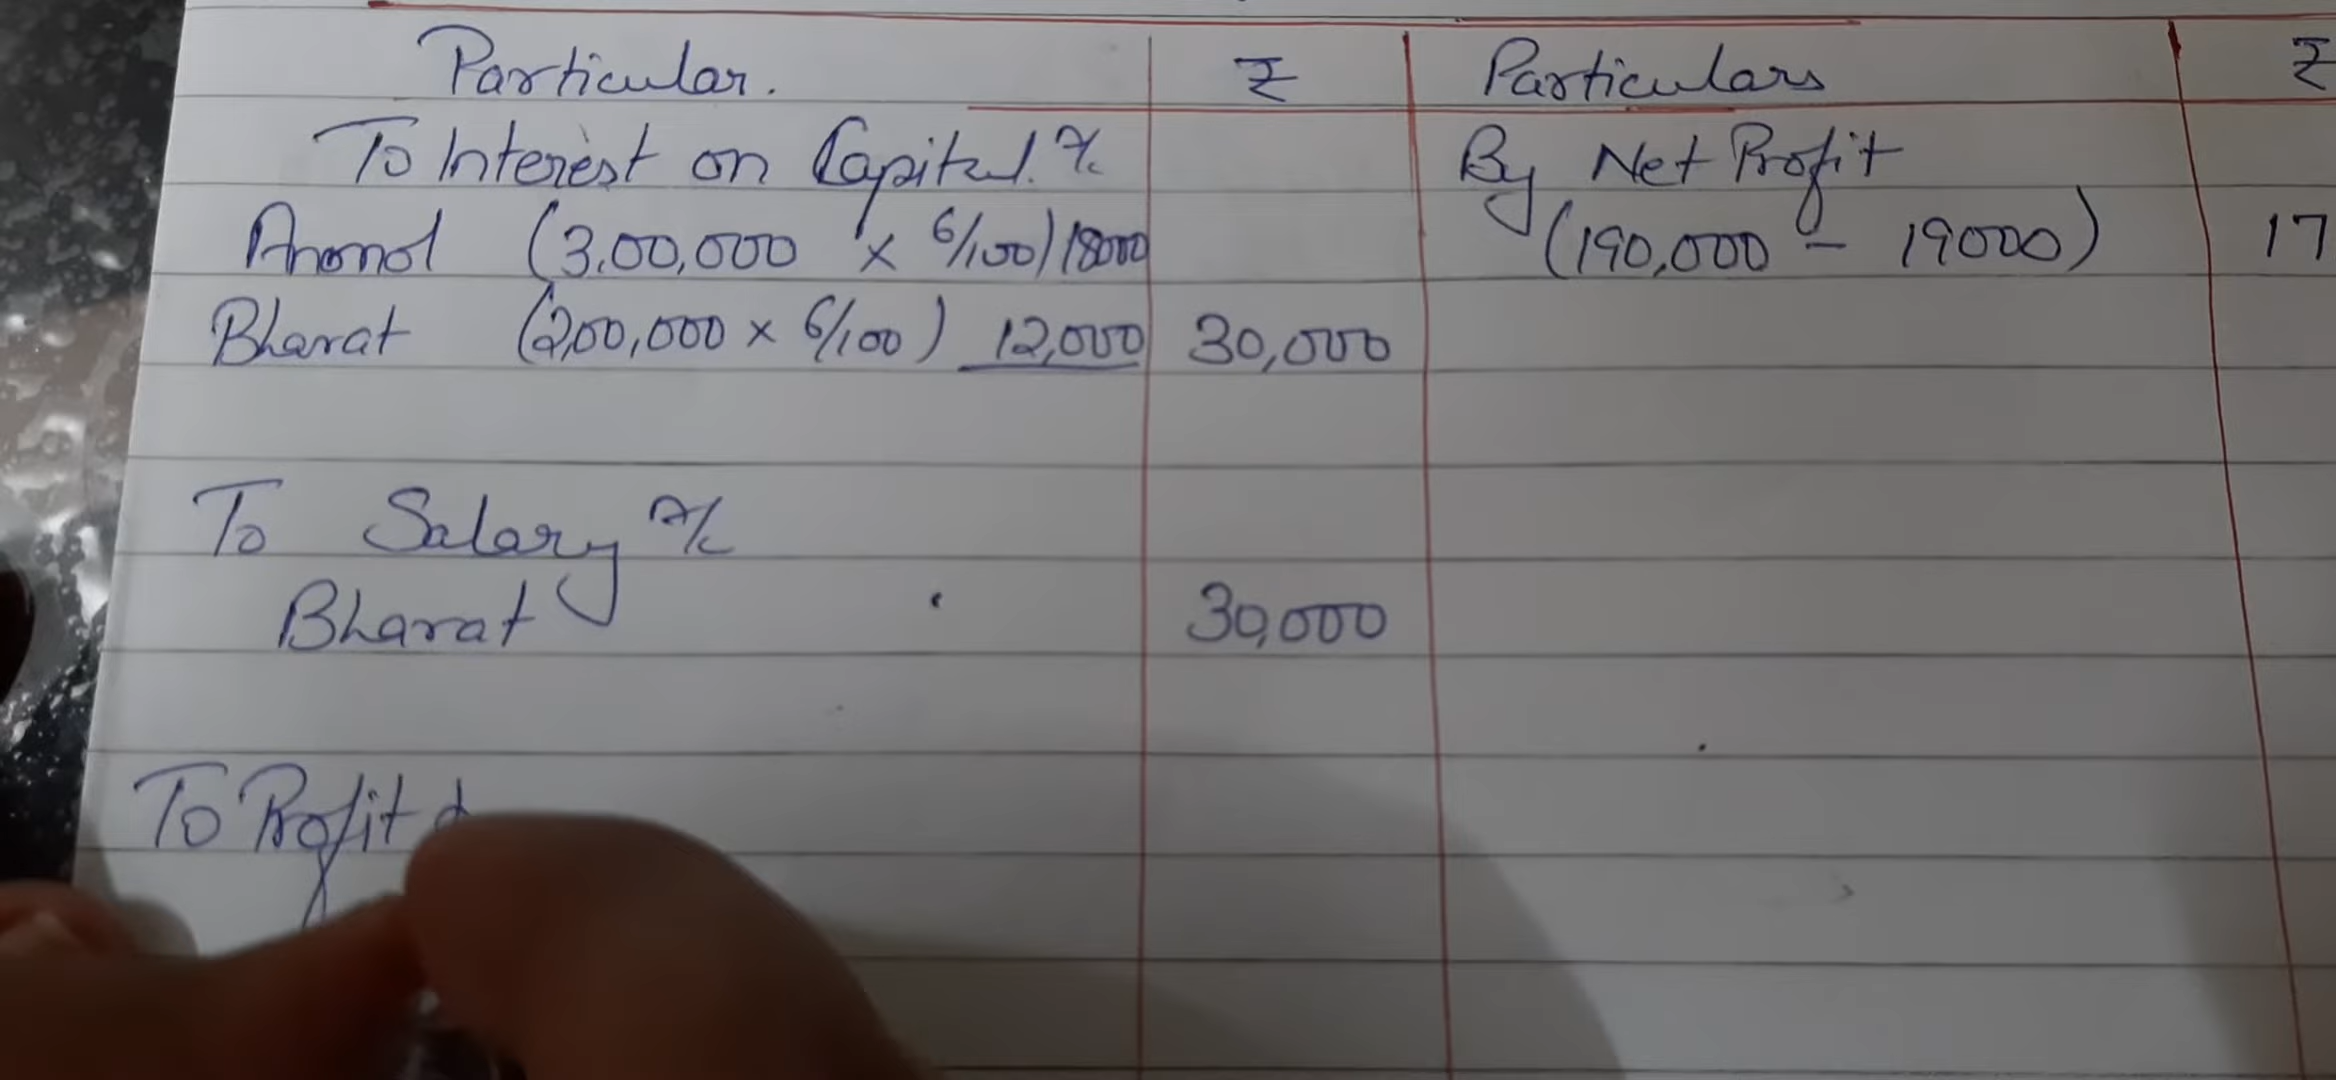 Particular. ₹ Particulars ₹
To Interest on Capital A/c By Net Profit
Anmol (3,00,000 x 6/100) 18000 (190,000 - 19000) 17
Bharat (200,000 x 6/100) 12,000 30,000
To Salary A/c
Bharat 30,000
To Profit